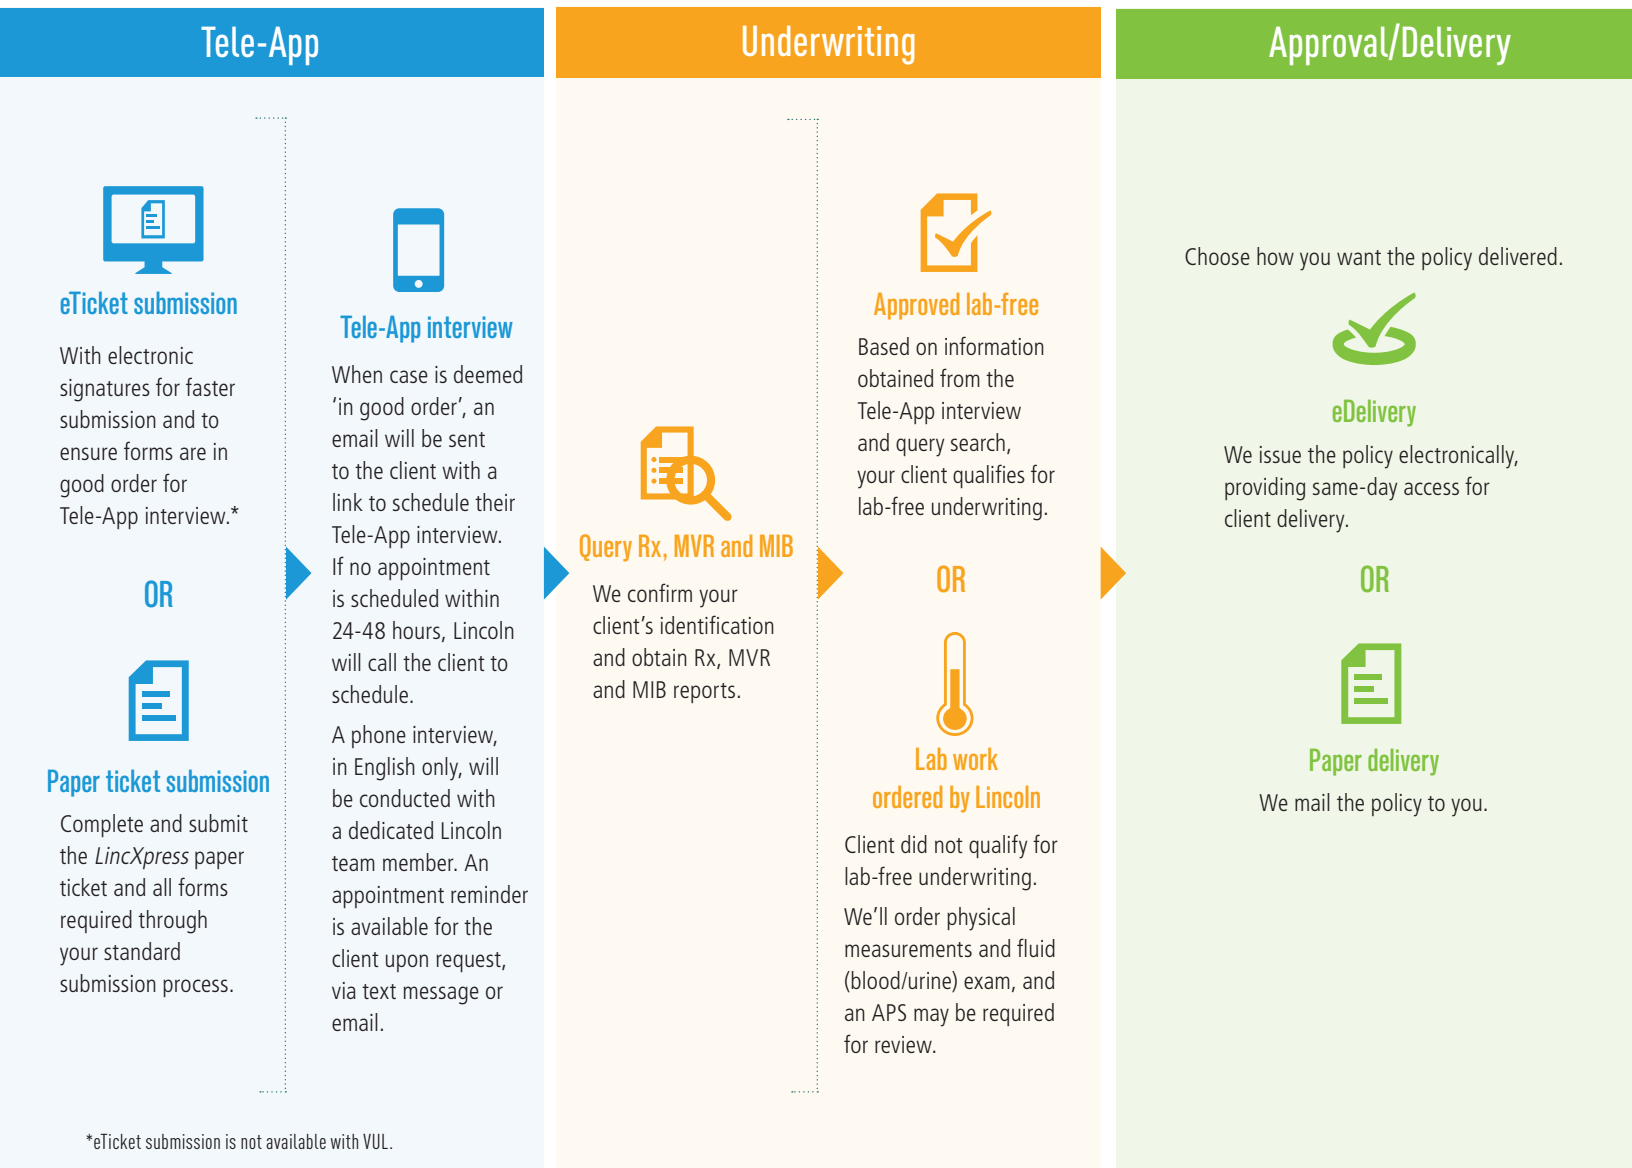 Tele-App
eTicket submission
With electronic
signatures for faster
submission and to
ensure forms are in
good order for
Tele-App interview.*
OR
Paper ticket submission
Complete and submit
the LincXpress paper
ticket and all forms
required through
your standard
submission process.
Tele-App interview
When case is deemed
‘in good order’, an
email will be sent
to the client with a
link to schedule their
Tele-App interview.
If no appointment
is scheduled within
24-48 hours, Lincoln
will call the client to
schedule.
A phone interview,
in English only, will
be conducted with
a dedicated Lincoln
team member. An
appointment reminder
is available for the
client upon request,
via text message or
email.
*eTicket submission is not available with VUL.
Underwriting
Query Rx, MVR and MIB
We confirm your
client’s identification
and obtain Rx, MVR
and MIB reports.
Approved lab-free
Based on information
obtained from the
Tele-App interview
and query search,
your client qualifies for
lab-free underwriting.
OR
Lab work
ordered by Lincoln
Client did not qualify for
lab-free underwriting.
We’ll order physical
measurements and fluid
(blood/urine) exam, and
an APS may be required
for review.
Approval/Delivery
Choose how you want the policy delivered.
eDelivery
We issue the policy electronically,
providing same-day access for
client delivery.
OR
Paper delivery
We mail the policy to you.